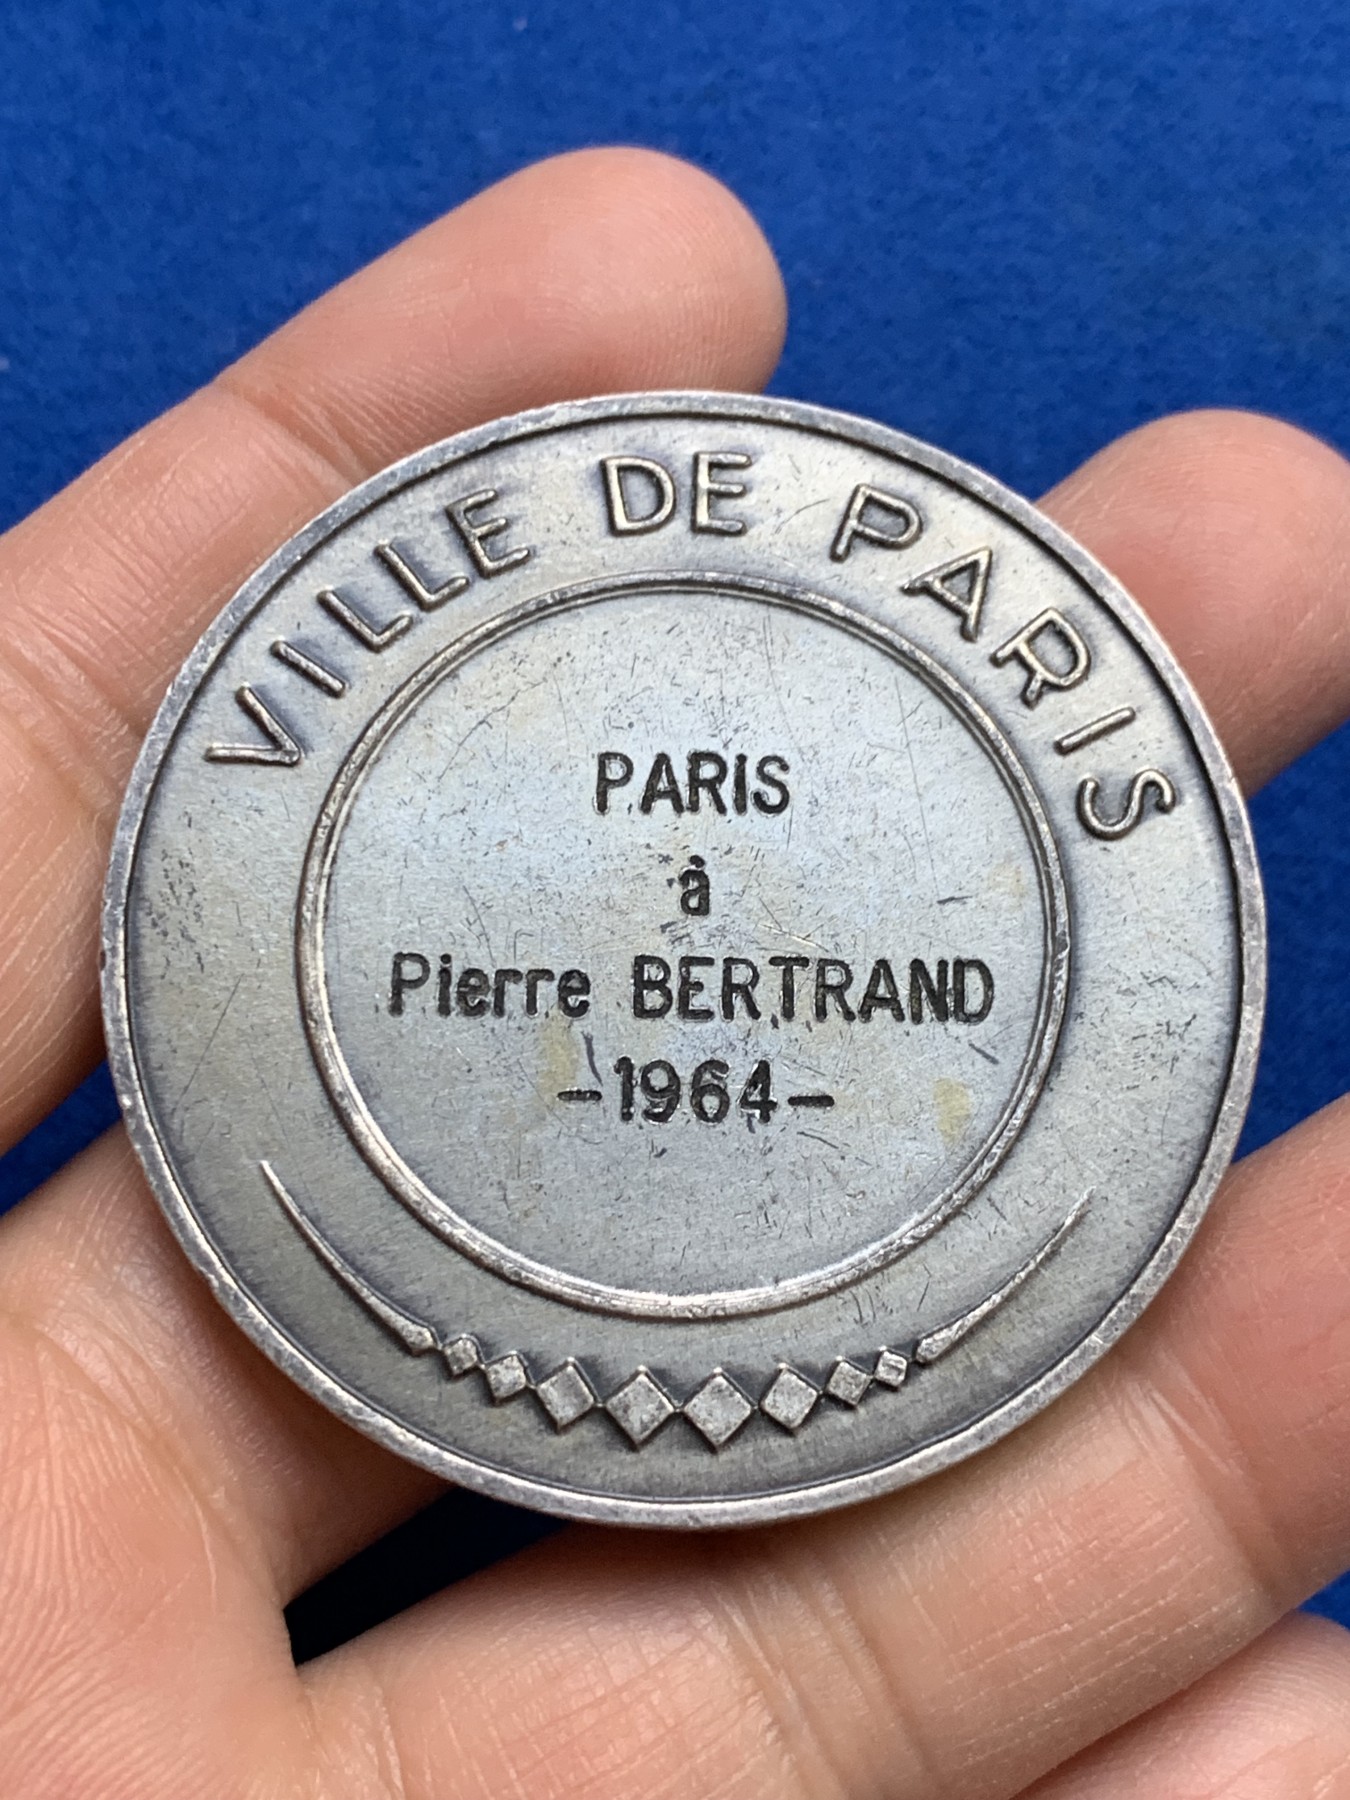 VILLE DE PARIS
PARIS
à
Pierre BERTRAND
-1964-